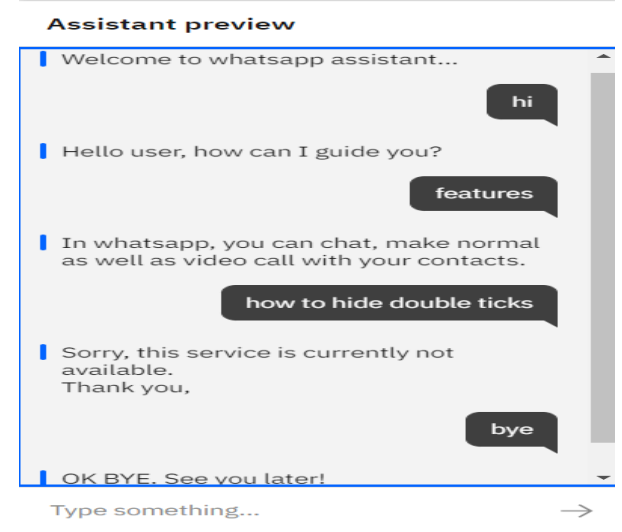 Assistant preview
Welcome to whatsapp assistant...
hi
Hello user, how can I guide you?
features
In whatsapp, you can chat, make normal
as well as video call with your contacts.
how to hide double ticks
Sorry, this service is currently not
available.
Thank you,
bye
OK BYE. See you later!
Type something...